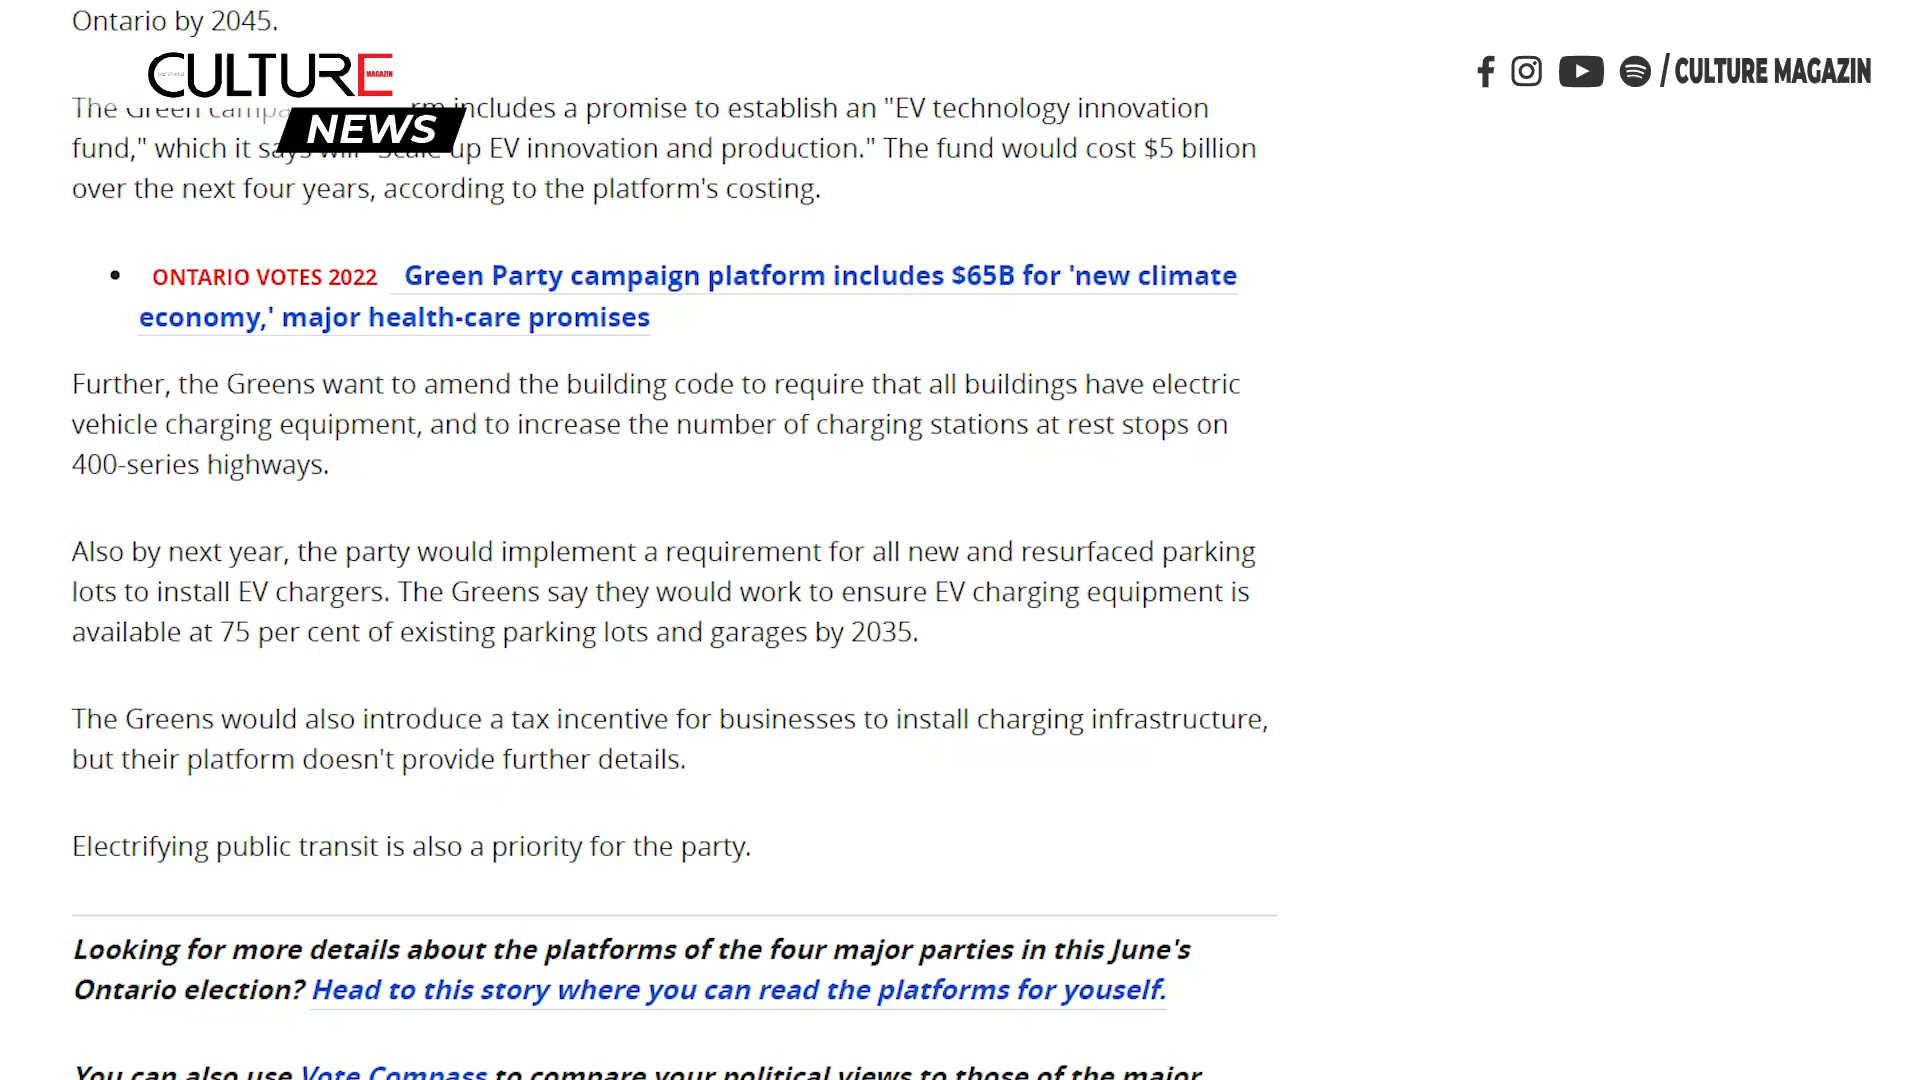 Ontario by 2045.
CULTURE
MAGAZIN
NEWS
/ CULTURE MAGAZIN
The Green includes a promise to establish an "EV technology innovation
fund," which it says will "scale up EV innovation and production." The fund would cost $5 billion
over the next four years, according to the platform's costing.
• ONTARIO VOTES 2022 Green Party campaign platform includes $65B for 'new climate
economy,' major health-care promises
Further, the Greens want to amend the building code to require that all buildings have electric
vehicle charging equipment, and to increase the number of charging stations at rest stops on
400-series highways.
Also by next year, the party would implement a requirement for all new and resurfaced parking
lots to install EV chargers. The Greens say they would work to ensure EV charging equipment is
available at 75 per cent of existing parking lots and garages by 2035.
The Greens would also introduce a tax incentive for businesses to install charging infrastructure,
but their platform doesn't provide further details.
Electrifying public transit is also a priority for the party.
Looking for more details about the platforms of the four major parties in this June's
Ontario election? Head to this story where you can read the platforms for youself.
You can also use Vote Compass to compare your political views to those of the major